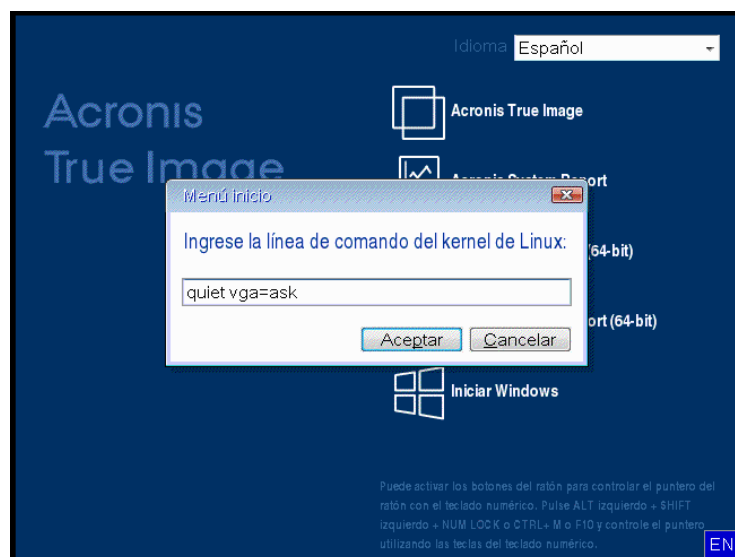 Idioma Español
Acronis
True Image
Acronis True Image
Acronis System Report
Menú inicio
Ingrese la línea de comando del kernel de Linux:
quiet vga=ask
Aceptar Cancelar
(64-bit)
ort (64-bit)
Iniciar Windows
Puede activar los botones del ratón para controlar el puntero del
ratón con el teclado numérico. Pulse ALT izquierdo + SHIFT
izquierdo + NUM LOCK o CTRL+ M o F10 y controle el puntero
utilizando las teclas del teclado numérico.
EN